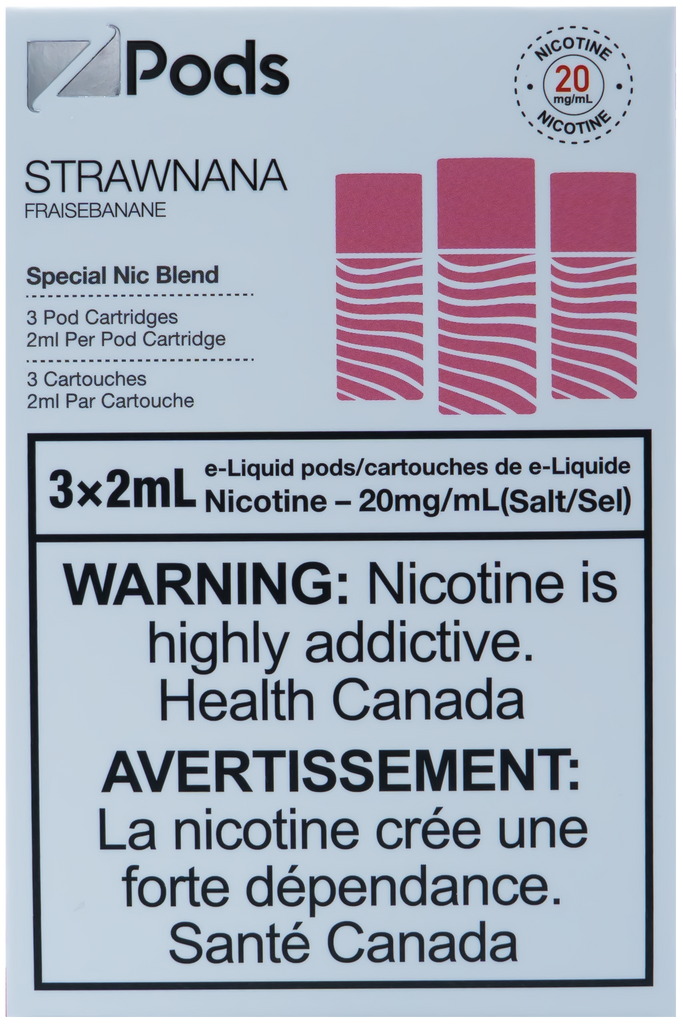 Z Pods
NICOTINE
20
mg/mL
NICOTINE
STRAWNANA
FRAISEBANANE
Special Nic Blend
3 Pod Cartridges
2ml Per Pod Cartridge
3 Cartouches
2ml Par Cartouche
3×2mL
e-Liquid pods/cartouches de e-Liquide
Nicotine – 20mg/mL(Salt/Sel)
WARNING: Nicotine is
highly addictive.
Health Canada
AVERTISSEMENT:
La nicotine crée une
forte dépendance.
Santé Canada